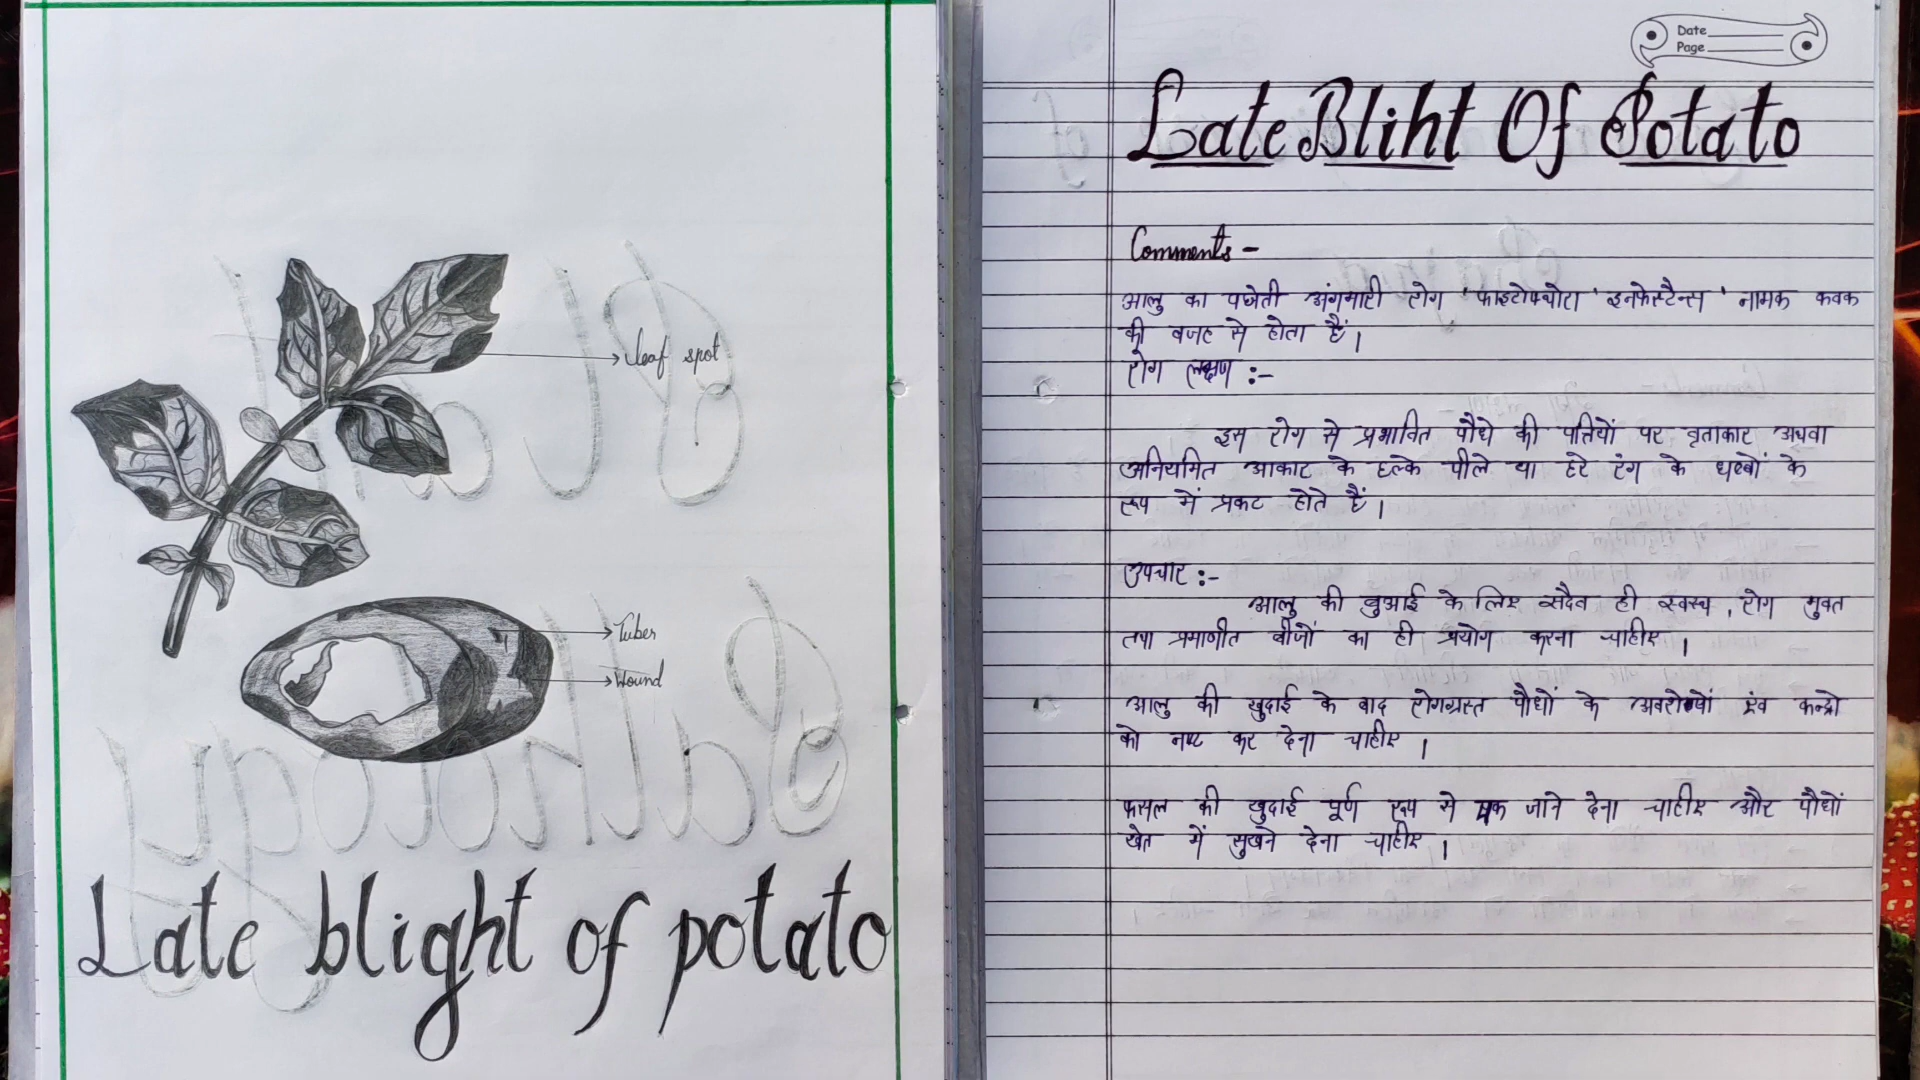 leaf spot
Tuber
Wound
Late blight of potato
Date
Page
Late Bliht Of Potato
Comments -
आलु का पछेती अंगमारी रोग ' फाइटोफ्थोरा ' इनफेस्टैन्स ' नामक कवक
की वजह से होता हैं।
रोग लक्षण :-
इस रोग से प्रभावित पौधे की पत्तियों पर वृताकार अथवा
अनियमित आकार के हल्के पीले या हरे रंग के धब्बों के
रूप में प्रकट होते हैं।
उपचार :-
आलु की बुआई के लिए सदैव ही स्वस्थ , रोग मुक्त
तथा प्रमाणीत बीजों का ही प्रयोग करना चाहीए ।
आलु की खुदाई के बाद रोगग्रस्त पौधों के अवशेषों एंव कन्दो
को नष्ट कर देना चाहीए ।
फसल की खुदाई पूर्ण रूप से पक जाने देना चाहीए और पौधों
खेत में सुखने देना चाहीए ।